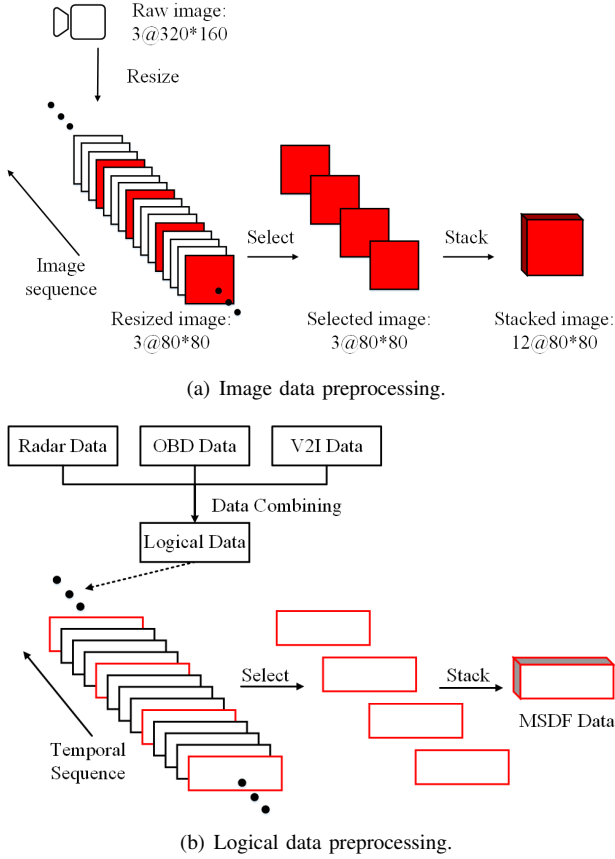 Raw image:
3@320*160
Resize
Image
sequence
Select
Stack
Resized image:
3@80*80
Selected image:
3@80*80
Stacked image:
12@80*80
(a) Image data preprocessing.
Radar Data
OBD Data
V2I Data
Data Combining
Logical Data
Temporal
Sequence
Select
Stack
MSDF Data
(b) Logical data preprocessing.